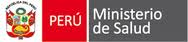 PERÚ
Ministerio
de Salud